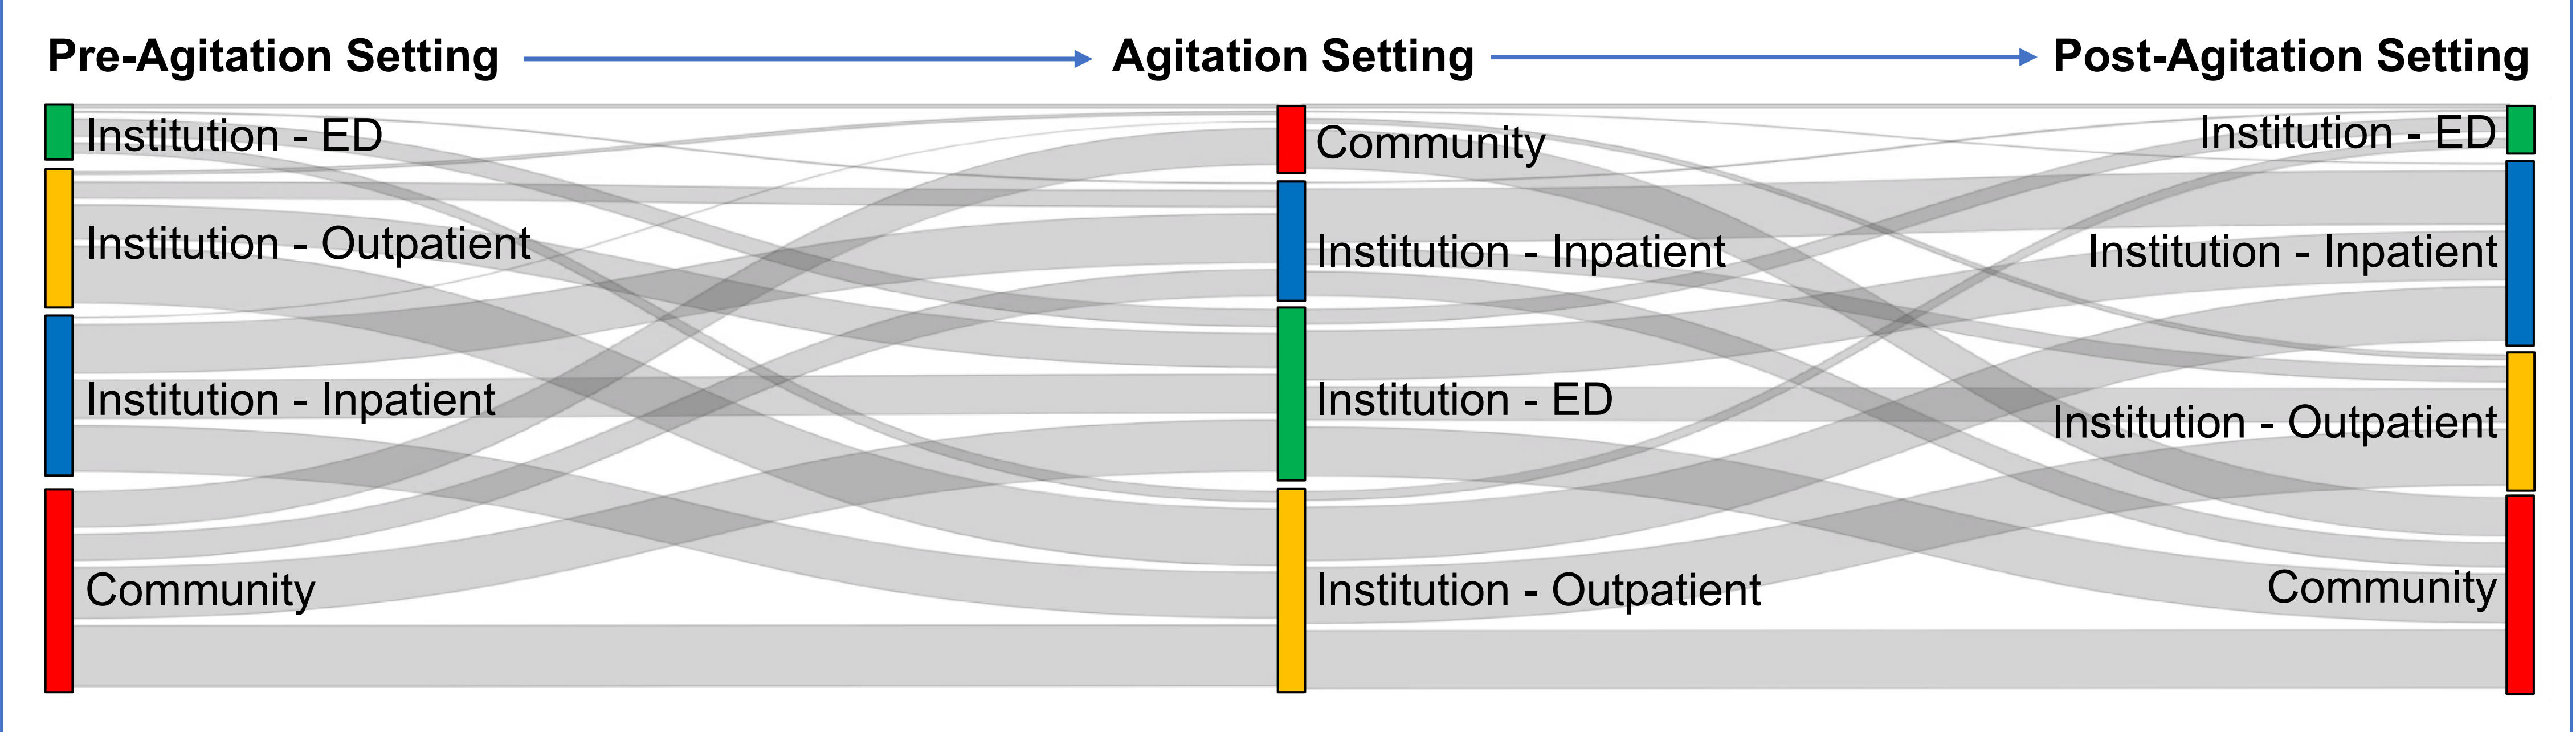 Pre-Agitation Setting
Agitation Setting
Post-Agitation Setting
Institution - ED
Institution - Outpatient
Institution - Inpatient
Community
Community
Institution - Inpatient
Institution - ED
Institution - Outpatient
Institution - ED
Institution - Inpatient
Institution - Outpatient
Community